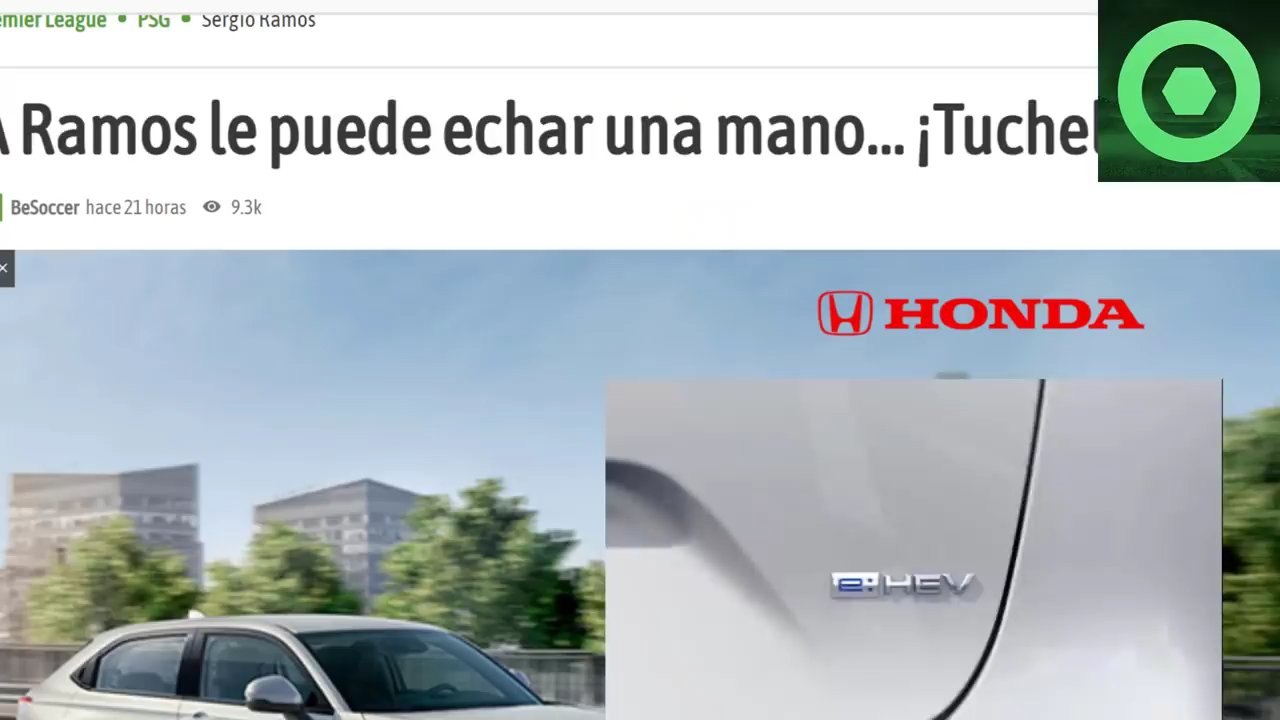 Premier League • PSG • Sergio Ramos
A Ramos le puede echar una mano... ¡Tuchel
BeSoccer hace 21 horas 9.3k
HONDA
e:HEV